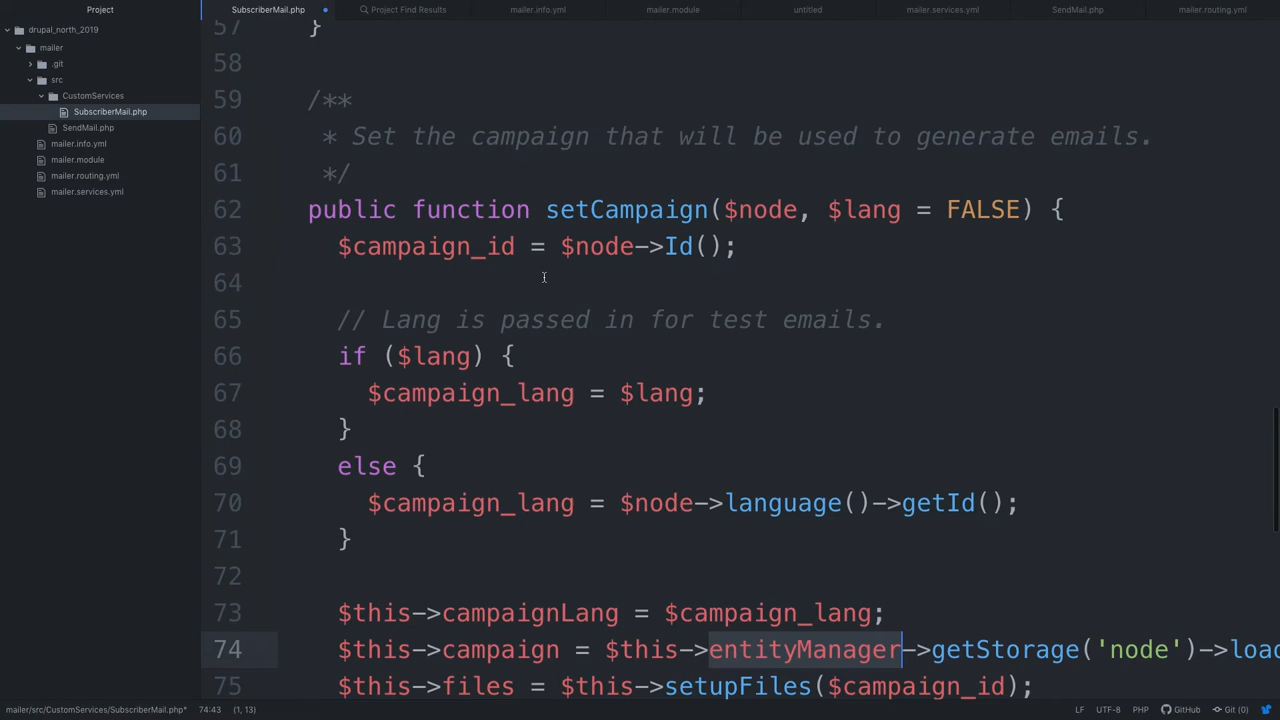 Project
SubscriberMail.php
Project Find Results
mailer.info.yml
mailer.module
untitled
mailer.services.yml
SendMail.php
mailer.routing.yml
drupal_north_2019
mailer
.git
src
CustomServices
SubscriberMail.php
SendMail.php
mailer.info.yml
mailer.module
mailer.routing.yml
mailer.services.yml
57 }
58
59 /**
60 * Set the campaign that will be used to generate emails.
61 */
62 public function setCampaign($node, $lang = FALSE) {
63 $campaign_id = $node->Id();
64
65 // Lang is passed in for test emails.
66 if ($lang) {
67 $campaign_lang = $lang;
68 }
69 else {
70 $campaign_lang = $node->language()->getId();
71 }
72
73 $this->campaignLang = $campaign_lang;
74 $this->campaign = $this->entityManager->getStorage('node')->loa
75 $this->files = $this->setupFiles($campaign_id);
mailer/src/CustomServices/SubscriberMail.php* 74:43 (1, 13) LF UTF-8 PHP GitHub Git (0)